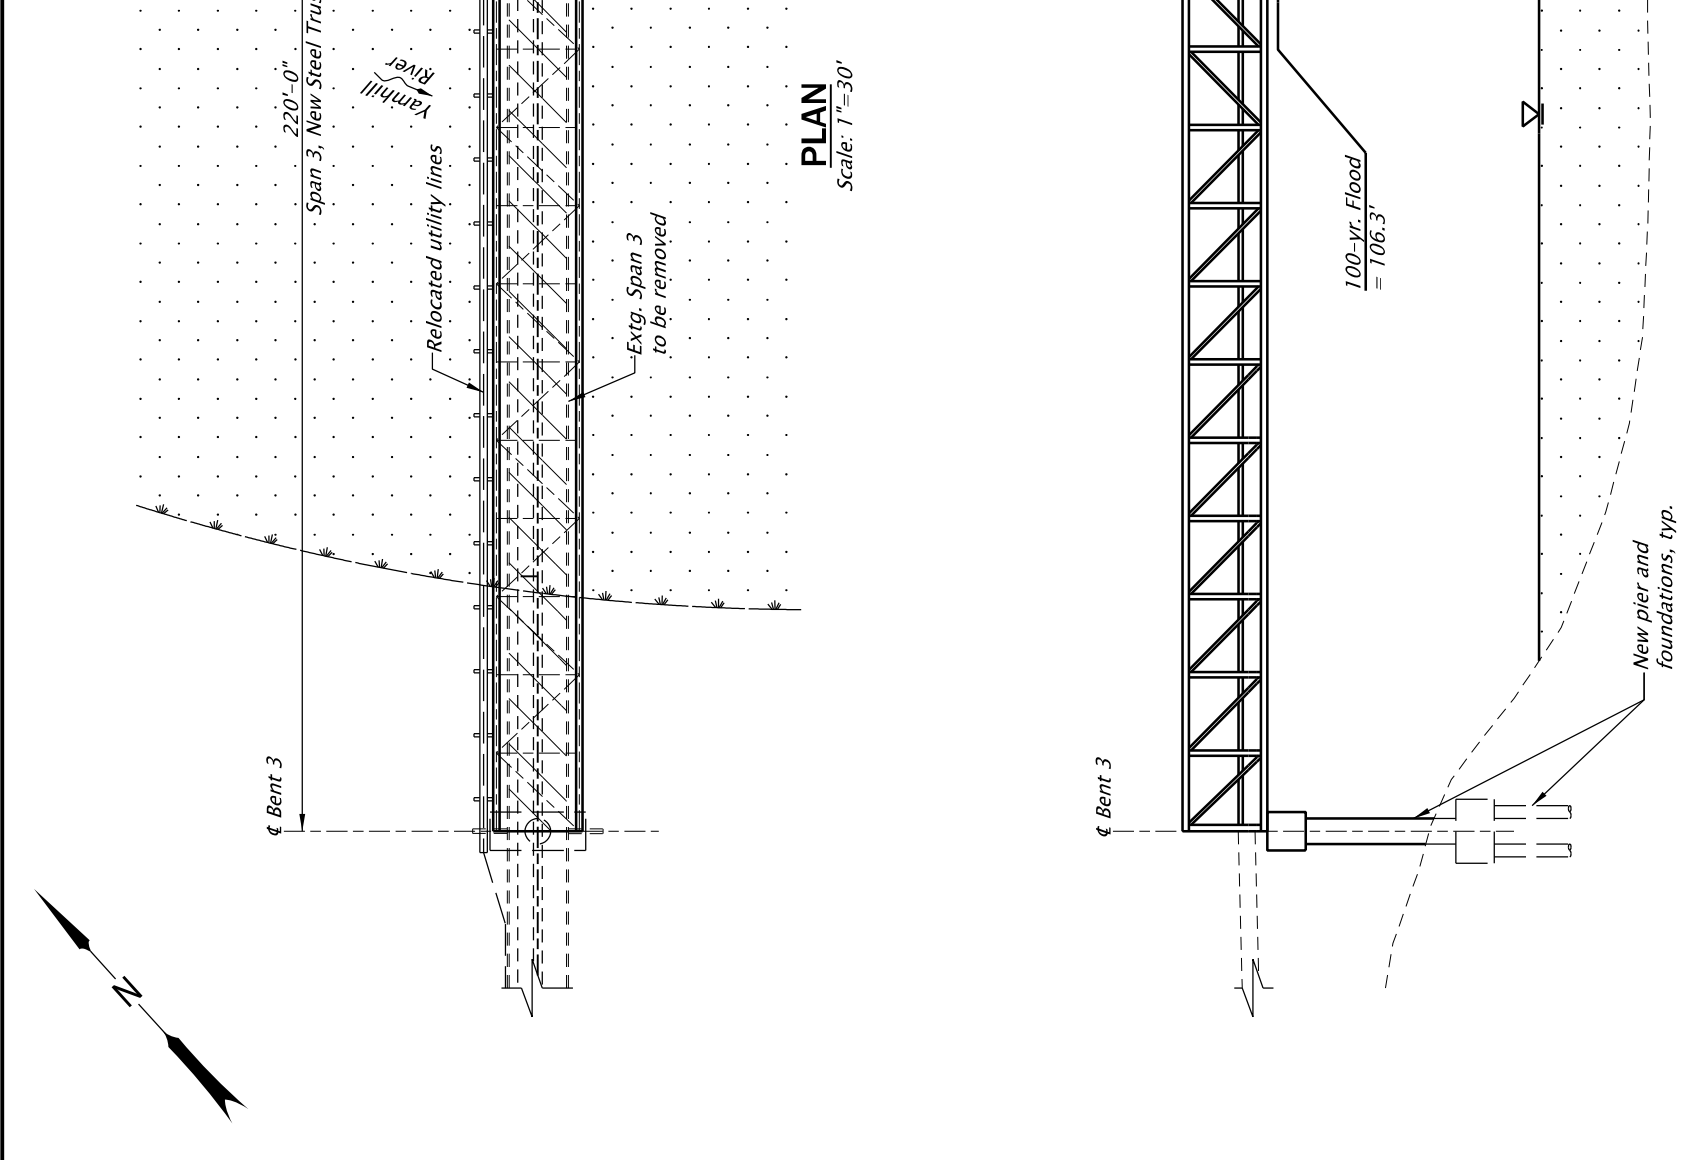 220'-0"
Span 3, New Steel
Yamhill
River
Relocated utility lines
Extg. Span 3
to be removed
PLAN
Scale: 1"=30'
℄ Bent 3
N
100-yr. Flood
= 106.3'
New pier and
foundations, typ.
℄ Bent 3